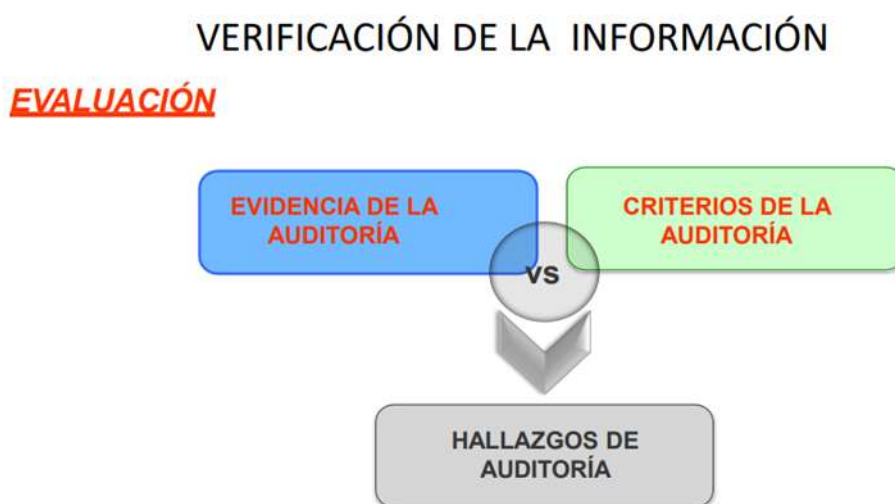 VERIFICACIÓN DE LA INFORMACIÓN
EVALUACIÓN
EVIDENCIA DE LA
AUDITORÍA
CRITERIOS DE LA
AUDITORÍA
vs
HALLAZGOS DE
AUDITORÍA